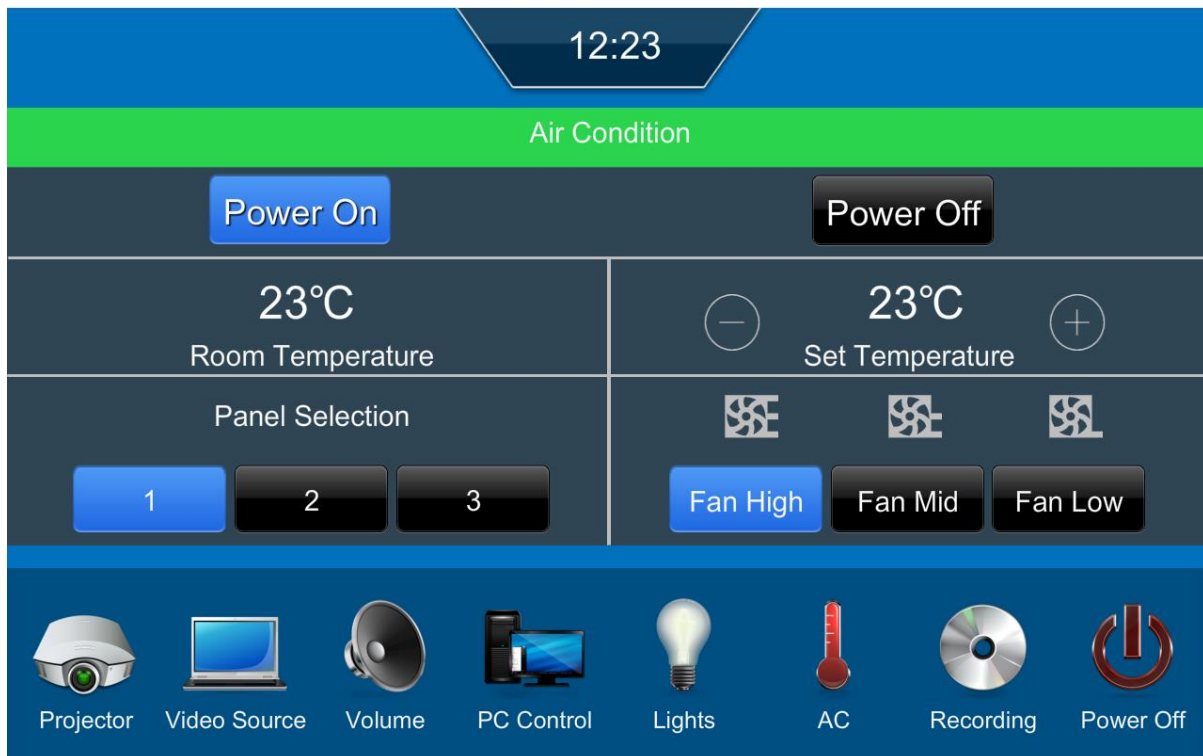 12:23
Air Condition
Power On
Power Off
23℃
Room Temperature
23℃
Set Temperature
Panel Selection
1
2
3
Fan High
Fan Mid
Fan Low
Projector
Video Source
Volume
PC Control
Lights
AC
Recording
Power Off